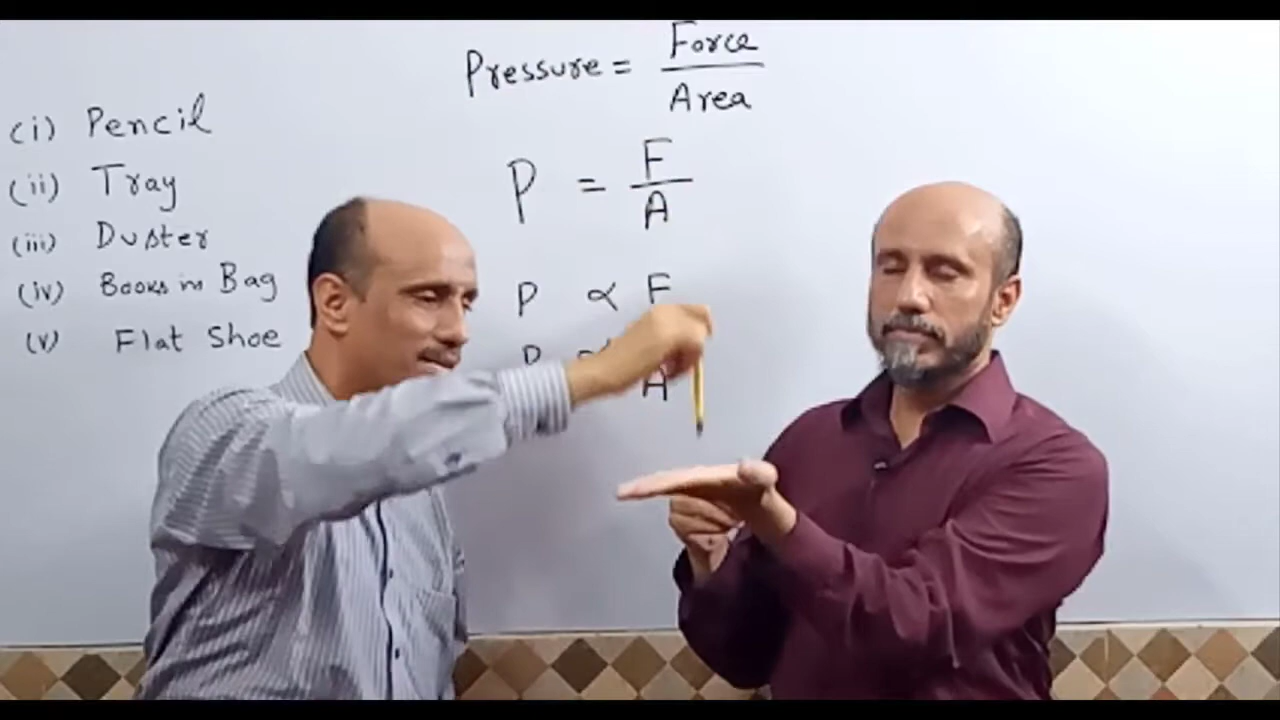 Pressure = Force
Area
P = F
A
P ∝ F
P ∝
A
(i) Pencil
(ii) Tray
(iii) Duster
(iv) Books in Bag
(v) Flat Shoe